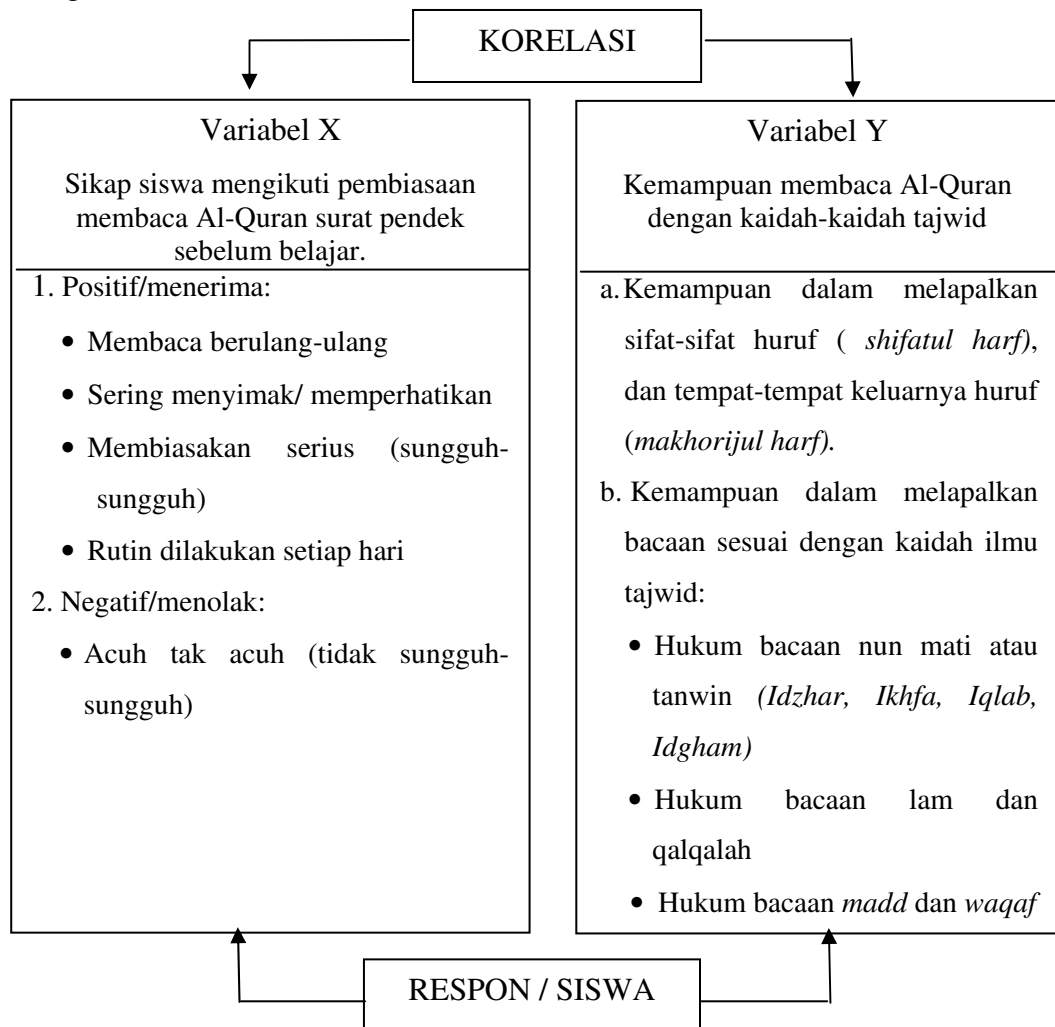 KORELASI
Variabel X
Sikap siswa mengikuti pembiasaan
membaca Al-Quran surat pendek
sebelum belajar.
1. Positif/menerima:
• Membaca berulang-ulang
• Sering menyimak/ memperhatikan
• Membiasakan serius (sungguh-
sungguh)
• Rutin dilakukan setiap hari
2. Negatif/menolak:
• Acuh tak acuh (tidak sungguh-
sungguh)
Variabel Y
Kemampuan membaca Al-Quran
dengan kaidah-kaidah tajwid
a. Kemampuan dalam melapalkan
sifat-sifat huruf ( shifatul harf),
dan tempat-tempat keluarnya huruf
(makhorijul harf).
b. Kemampuan dalam melapalkan
bacaan sesuai dengan kaidah ilmu
tajwid:
• Hukum bacaan nun mati atau
tanwin (Idzhar, Ikhfa, Iqlab,
Idgham)
• Hukum bacaan lam dan
qalqalah
• Hukum bacaan madd dan waqaf
RESPON / SISWA